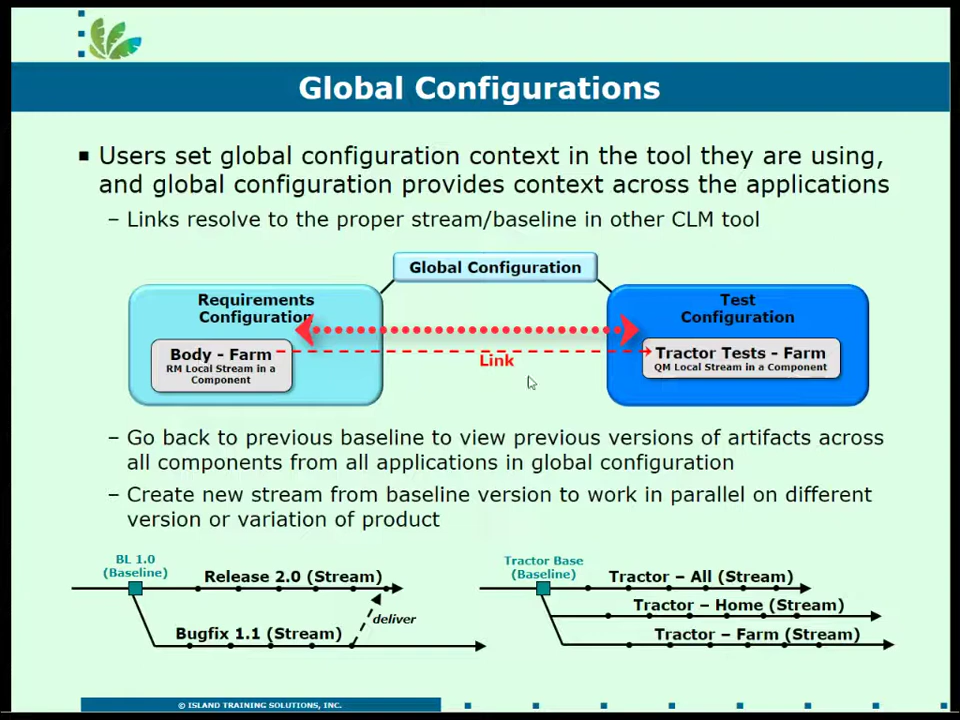 Global Configurations
Users set global configuration context in the tool they are using,
and global configuration provides context across the applications
– Links resolve to the proper stream/baseline in other CLM tool
Global Configuration
Requirements
Configuration
Test
Configuration
Body - Farm
RM Local Stream in a
Component
Link
Tractor Tests - Farm
QM Local Stream in a Component
– Go back to previous baseline to view previous versions of artifacts across
all components from all applications in global configuration
– Create new stream from baseline version to work in parallel on different
version or variation of product
BL 1.0
(Baseline)
Release 2.0 (Stream)
deliver
Bugfix 1.1 (Stream)
Tractor Base
(Baseline)
Tractor – All (Stream)
Tractor – Home (Stream)
Tractor – Farm (Stream)
© ISLAND TRAINING SOLUTIONS, INC.